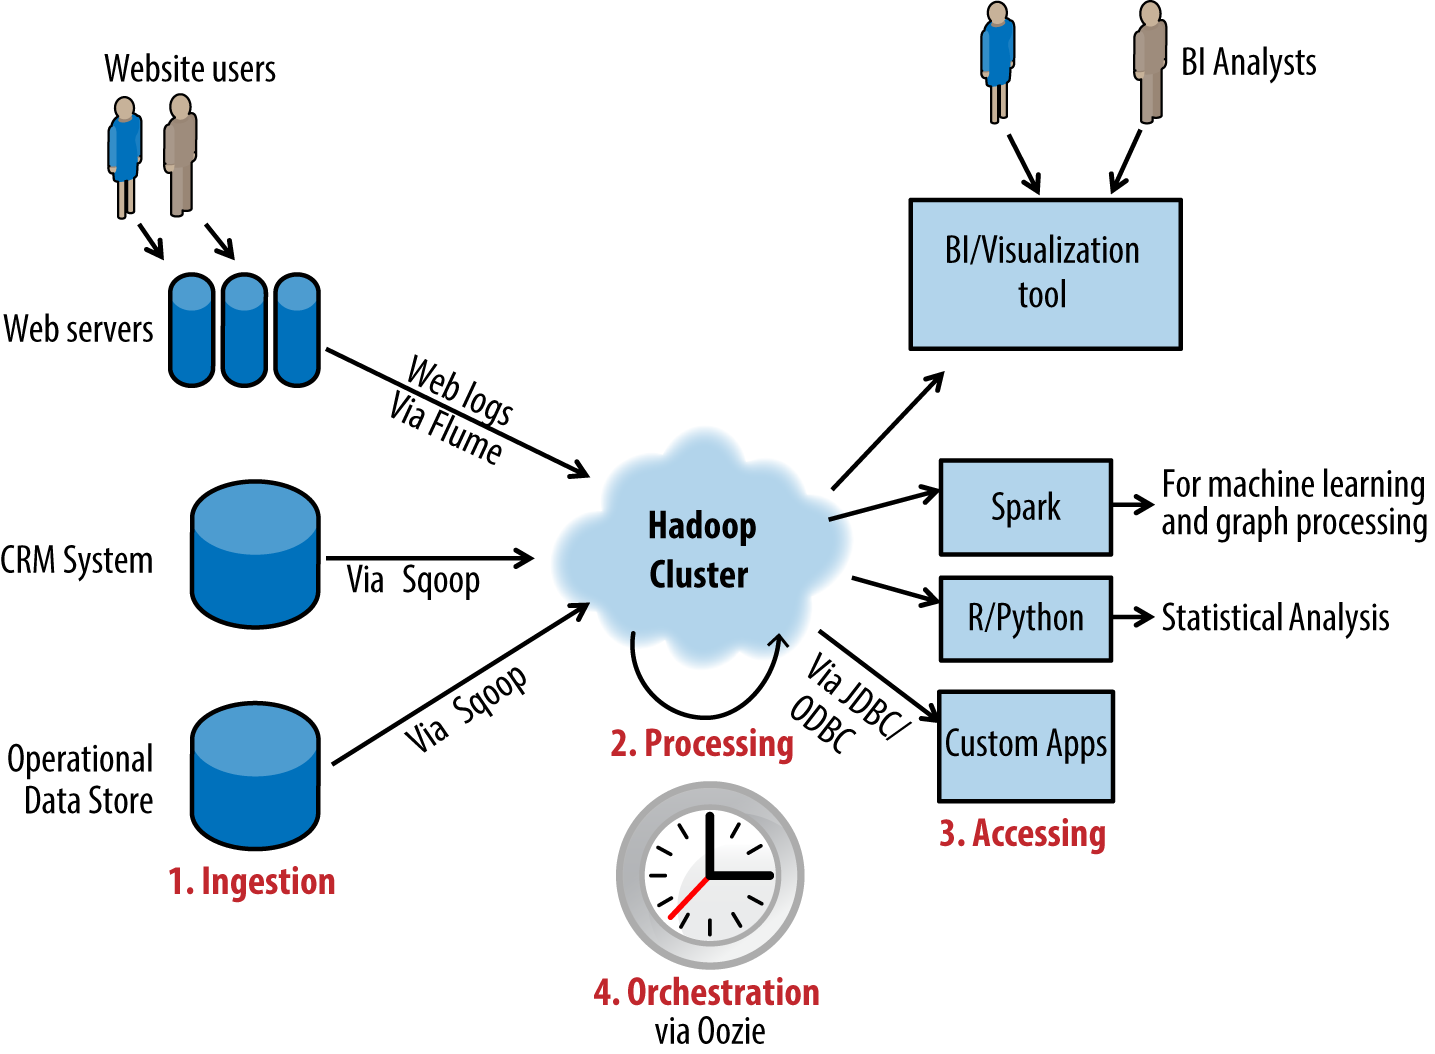 Website users
BI Analysts
BI/Visualization
tool
Web servers
Web logs
Via Flume
Hadoop
Cluster
Spark
For machine learning
and graph processing
CRM System
Via Sqoop
R/Python
Statistical Analysis
Via Sqoop
Via JDBC/
ODBC
Custom Apps
Operational
Data Store
2. Processing
3. Accessing
1. Ingestion
4. Orchestration
via Oozie